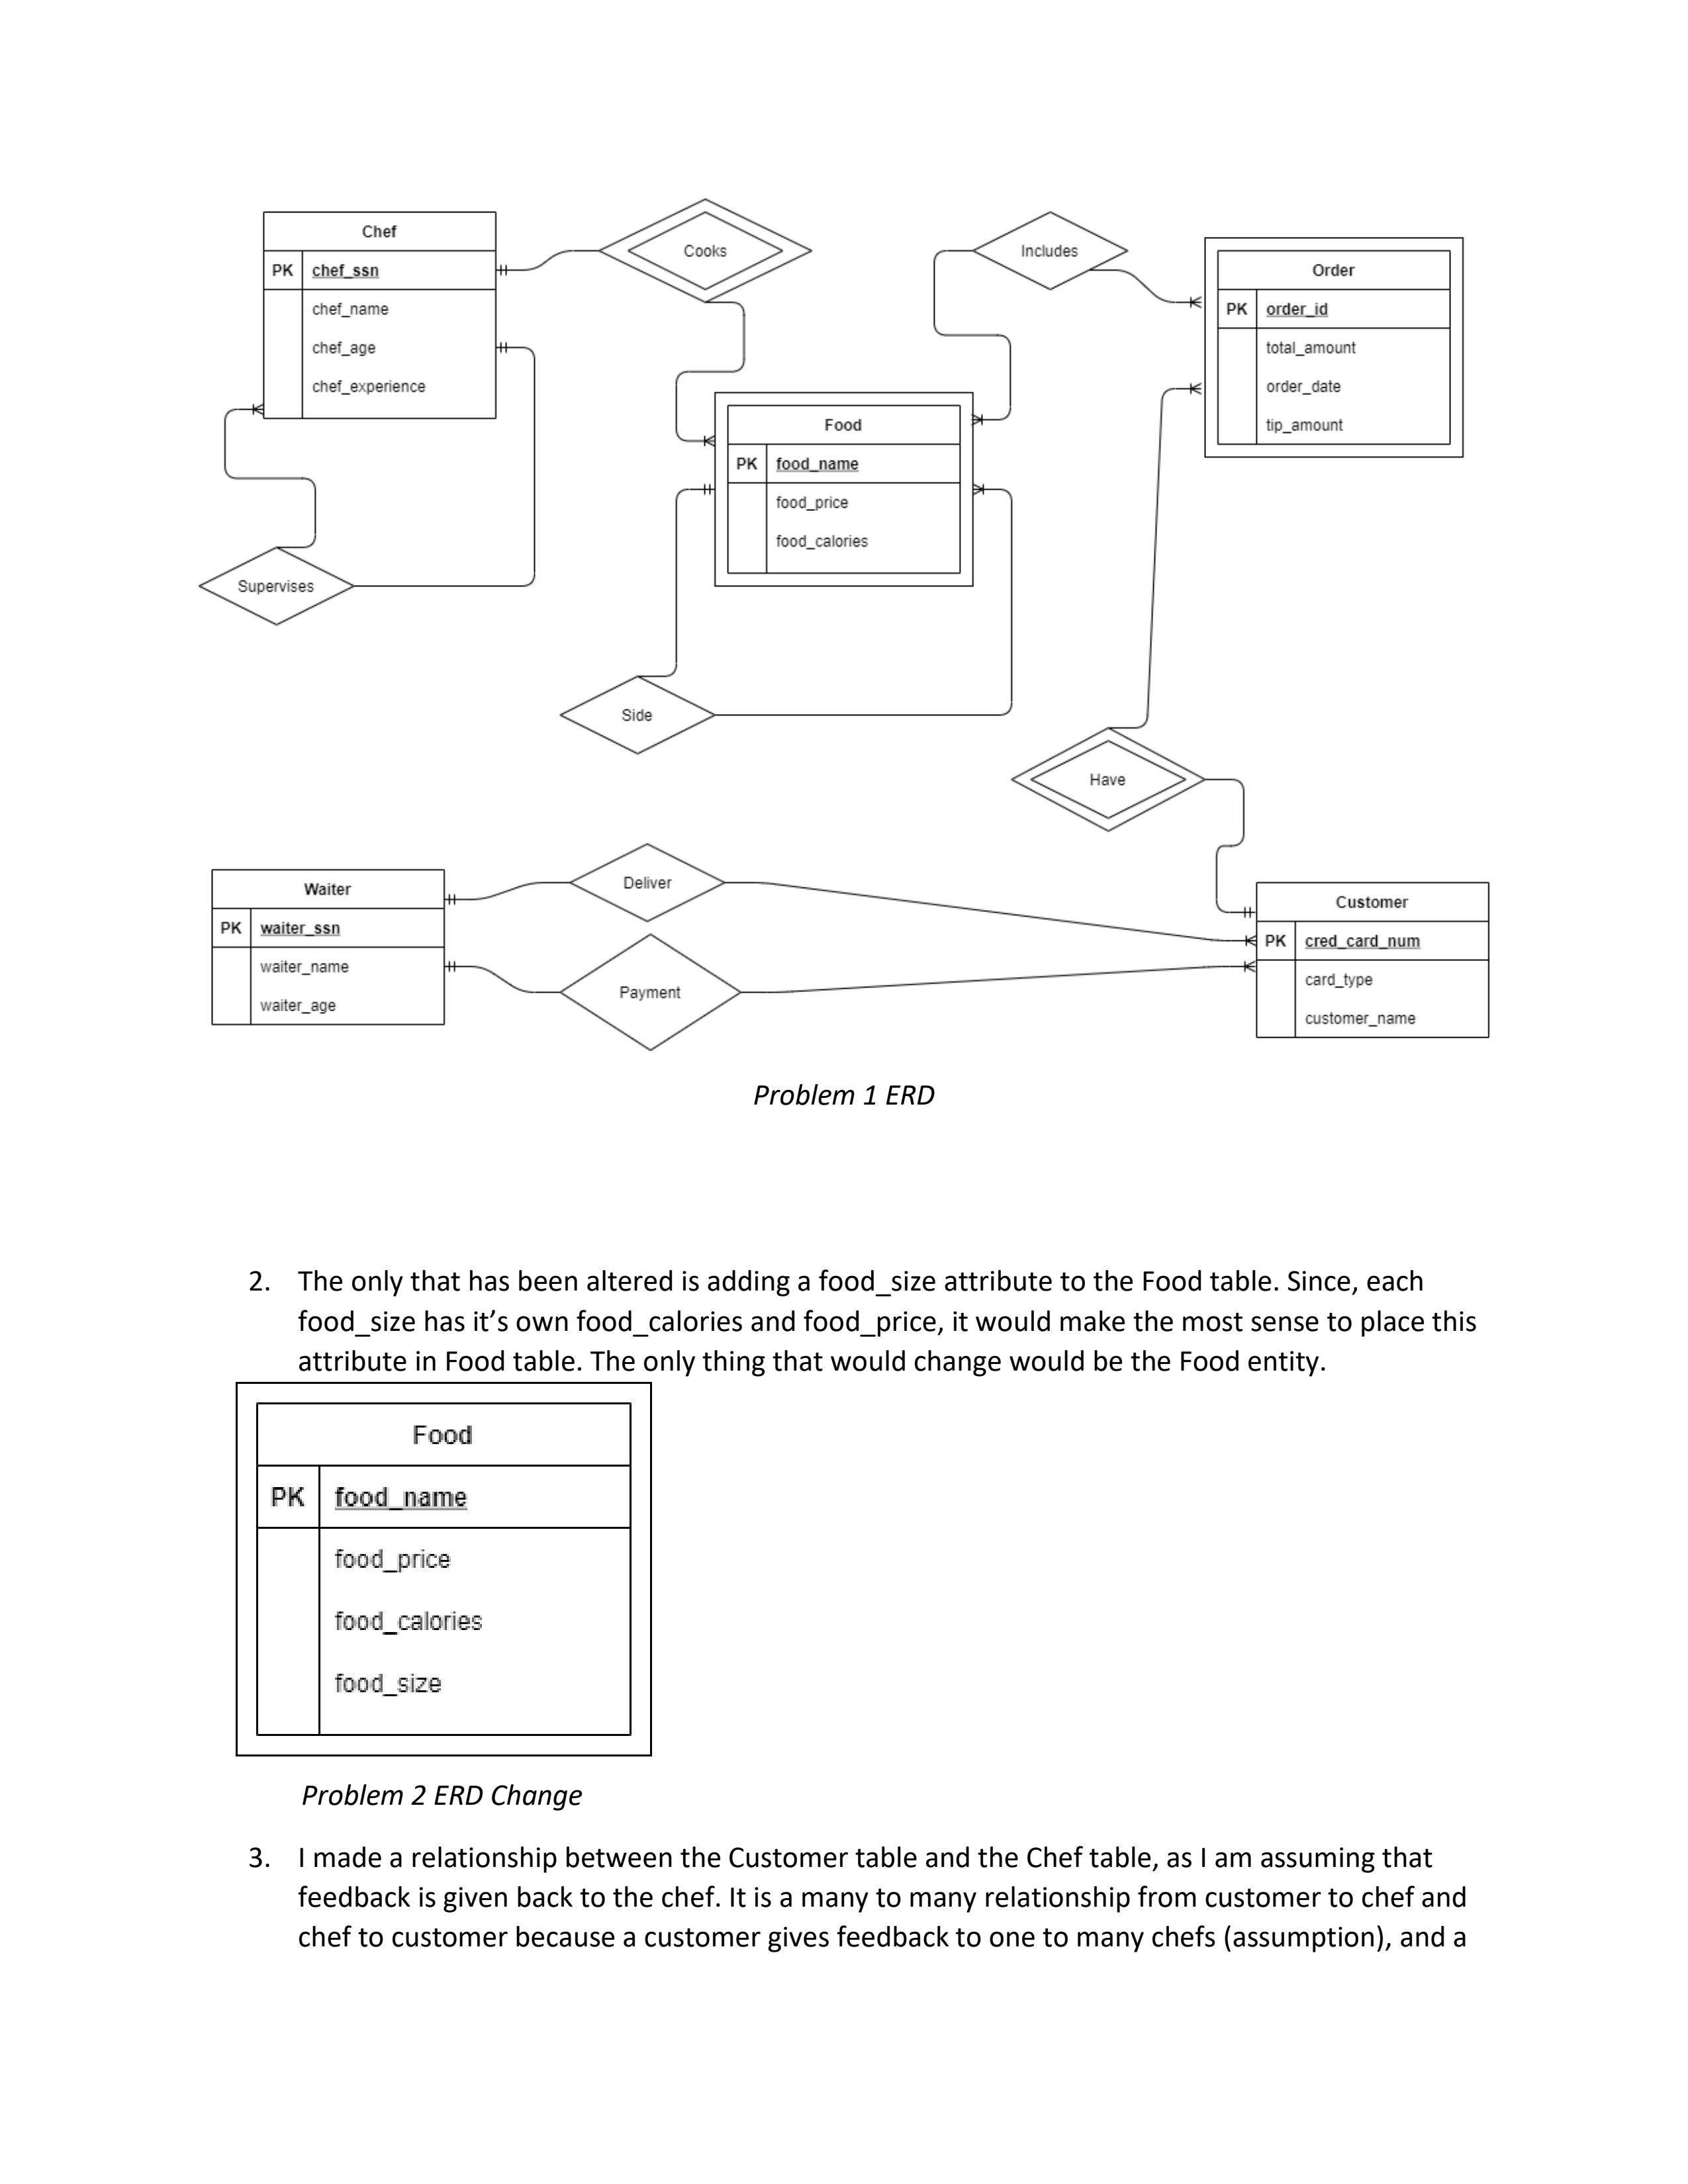 Chef
PK chef_ssn
chef_name
chef_age
chef_experience
Cooks
Includes
Order
PK order_id
total_amount
order_date
tip_amount
Food
PK food_name
food_price
food_calories
Supervises
Side
Have
Waiter
PK waiter_ssn
waiter_name
waiter_age
Deliver
Payment
Customer
PK cred_card_num
card_type
customer_name
Problem 1 ERD
2. The only that has been altered is adding a food_size attribute to the Food table. Since, each
food_size has it’s own food_calories and food_price, it would make the most sense to place this
attribute in Food table. The only thing that would change would be the Food entity.
Food
PK food_name
food_price
food_calories
food_size
Problem 2 ERD Change
3. I made a relationship between the Customer table and the Chef table, as I am assuming that
feedback is given back to the chef. It is a many to many relationship from customer to chef and
chef to customer because a customer gives feedback to one to many chefs (assumption), and a